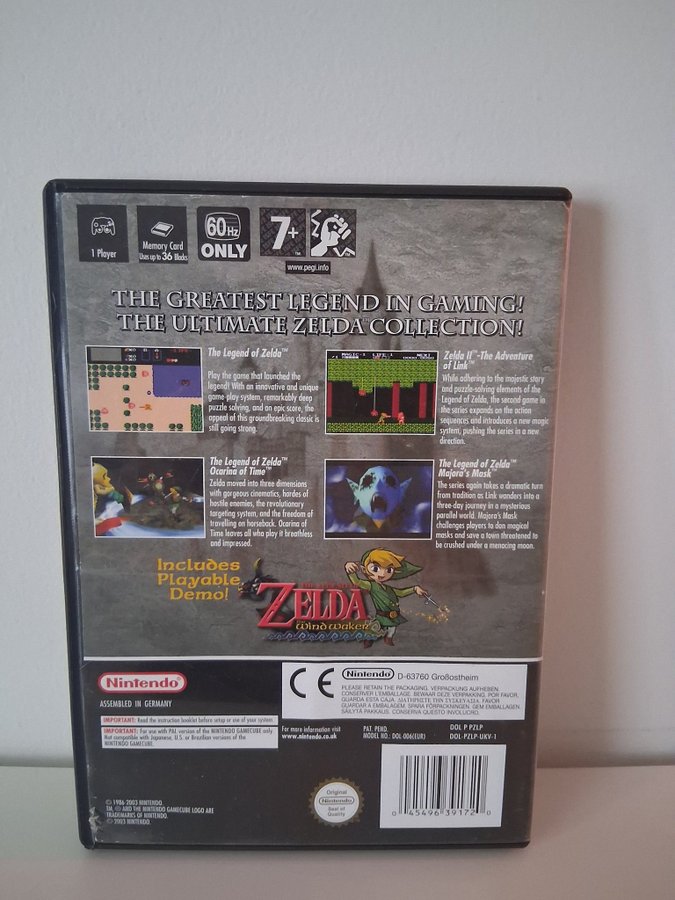 1 Player
Memory Card
Uses up to 36 Blocks
60Hz
ONLY
7+
™
www.pegi.info
THE GREATEST LEGEND IN GAMING!
THE ULTIMATE ZELDA COLLECTION!
The Legend of Zelda™
Play the game that launched the
legend! With an innovative and unique
game-play system, remarkably deep
puzzle solving, and an epic score, the
appeal of this groundbreaking classic is
still going strong.
Zelda II™-The Adventure
of Link™
While adhering to the majestic story
and puzzle-solving elements of the
Legend of Zelda, the second game in
the series expands on the action
sequences and introduces a new magic
system, pushing the series in a new
direction.
The Legend of Zelda™
Ocarina of Time™
Zelda moved into three dimensions
with gorgeous cinematics, hordes of
hostile enemies, the revolutionary
targeting system, and the freedom of
travelling on horseback. Ocarina of
Time leaves all who play it breathless
and impressed.
The Legend of Zelda™
Majora's Mask™
The series again takes a dramatic turn
from tradition as Link wanders into a
three-day journey in a mysterious
parallel world. Majora's Mask
challenges players to don magical
masks and save a town threatened to
be crushed under a menacing moon.
Includes
Playable
Demo!
THE LEGEND OF
ZELDA
The Wind Waker
Nintendo®
ASSEMBLED IN GERMANY
IMPORTANT: Read the instruction booklet before setup or use of your system.
IMPORTANT: For use with PAL version of the NINTENDO GAMECUBE only.
Not compatible with Japanese, U.S. or Brazilian versions of the
NINTENDO GAMECUBE.
CE
Nintendo® D-63760 Großostheim
PLEASE RETAIN THE PACKAGING. VERPACKUNG AUFHEBEN.
CONSERVER L'EMBALLAGE. BEWAAR DEZE VERPAKKING. POR FAVOR,
GUARDA ESTA CAJA. ΔΙΑΤΗΡΕΙΣΤΕ ΤΗΝ ΣΥΣΚΕΥΑΣΙΑ. FAVOR
GUARDAR A EMBALAGEM. SPARA FÖRPACKNINGEN. GEM EMBALLAGEN.
SÄILYTÄ PAKKAUS. CONSERVA QUESTO INVOLUCRO.
For more information visit
www.nintendo.co.uk
PAT. PEND.
MODEL NO.: DOL-006(EUR)
DOL P PZLP
DOL-PZLP-UKV-1
© 1986-2003 NINTENDO
TM, ® AND THE NINTENDO GAMECUBE LOGO ARE
TRADEMARKS OF NINTENDO.
© 2003 NINTENDO.
Original
Nintendo
Seal of
Quality
0 45496 39172 0